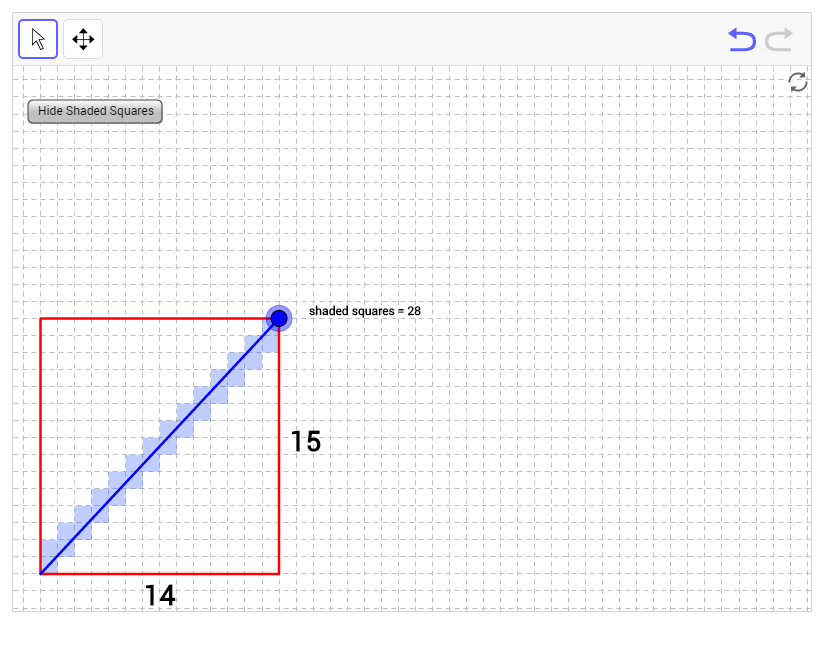 Hide Shaded Squares
shaded squares = 28
15
14